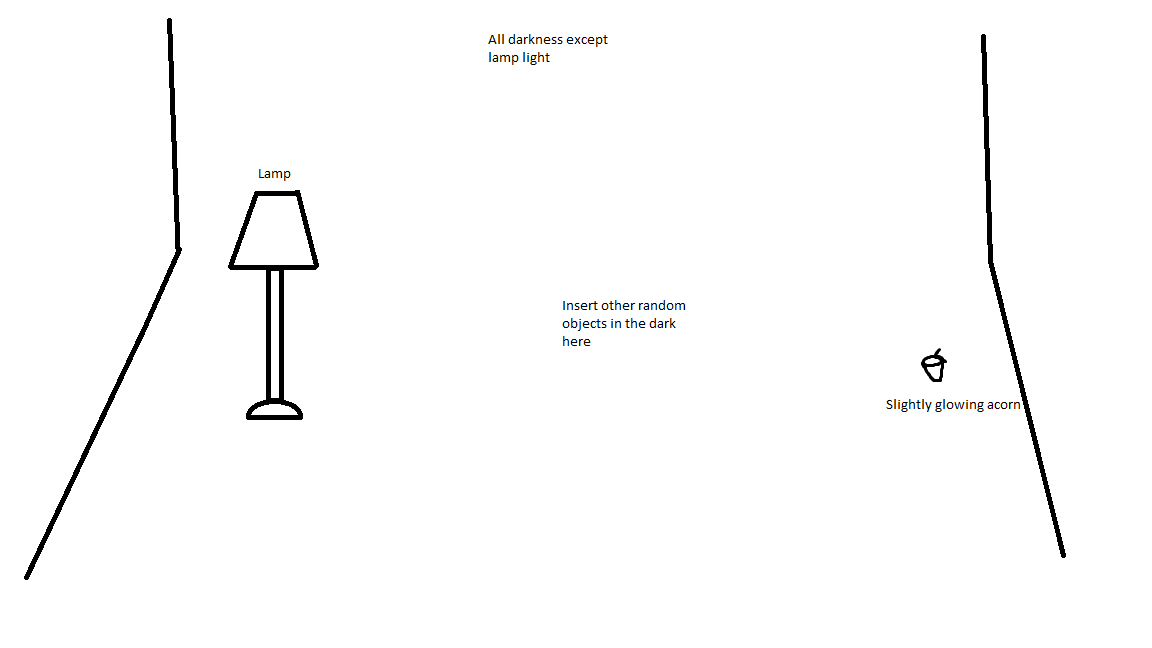 All darkness except
lamp light
Lamp
Insert other random
objects in the dark
here
Slightly glowing acorn